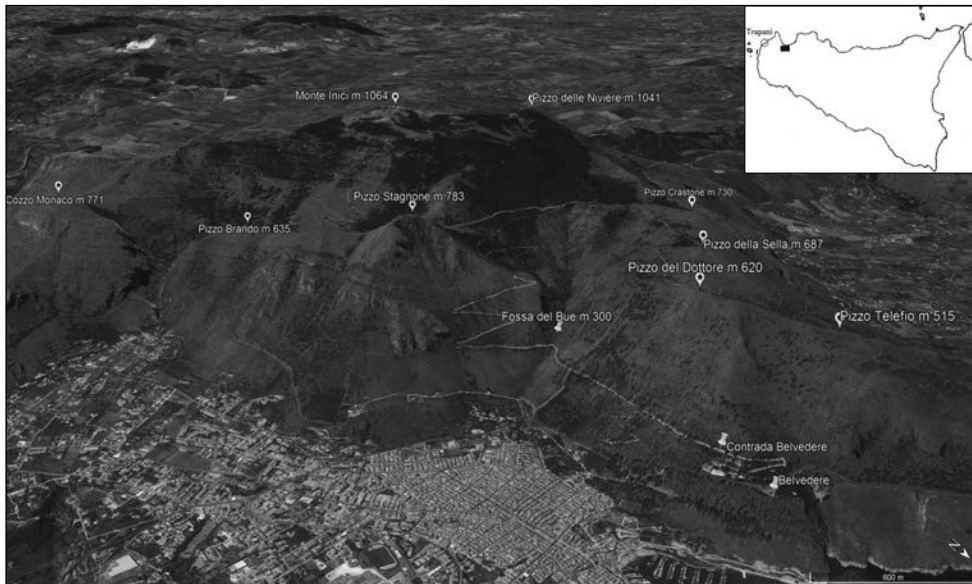 Trapani
Monte Inici m 1064
Pizzo delle Niviere m 1041
Cozzo Monaco m 771
Pizzo Stagnone m 783
Pizzo Crastone m 730
Pizzo Brando m 635
Pizzo della Sella m 687
Pizzo del Dottore m 620
Fossa del Bue m 300
Pizzo Telefio m 515
Contrada Belvedere
Belvedere
N
800 m